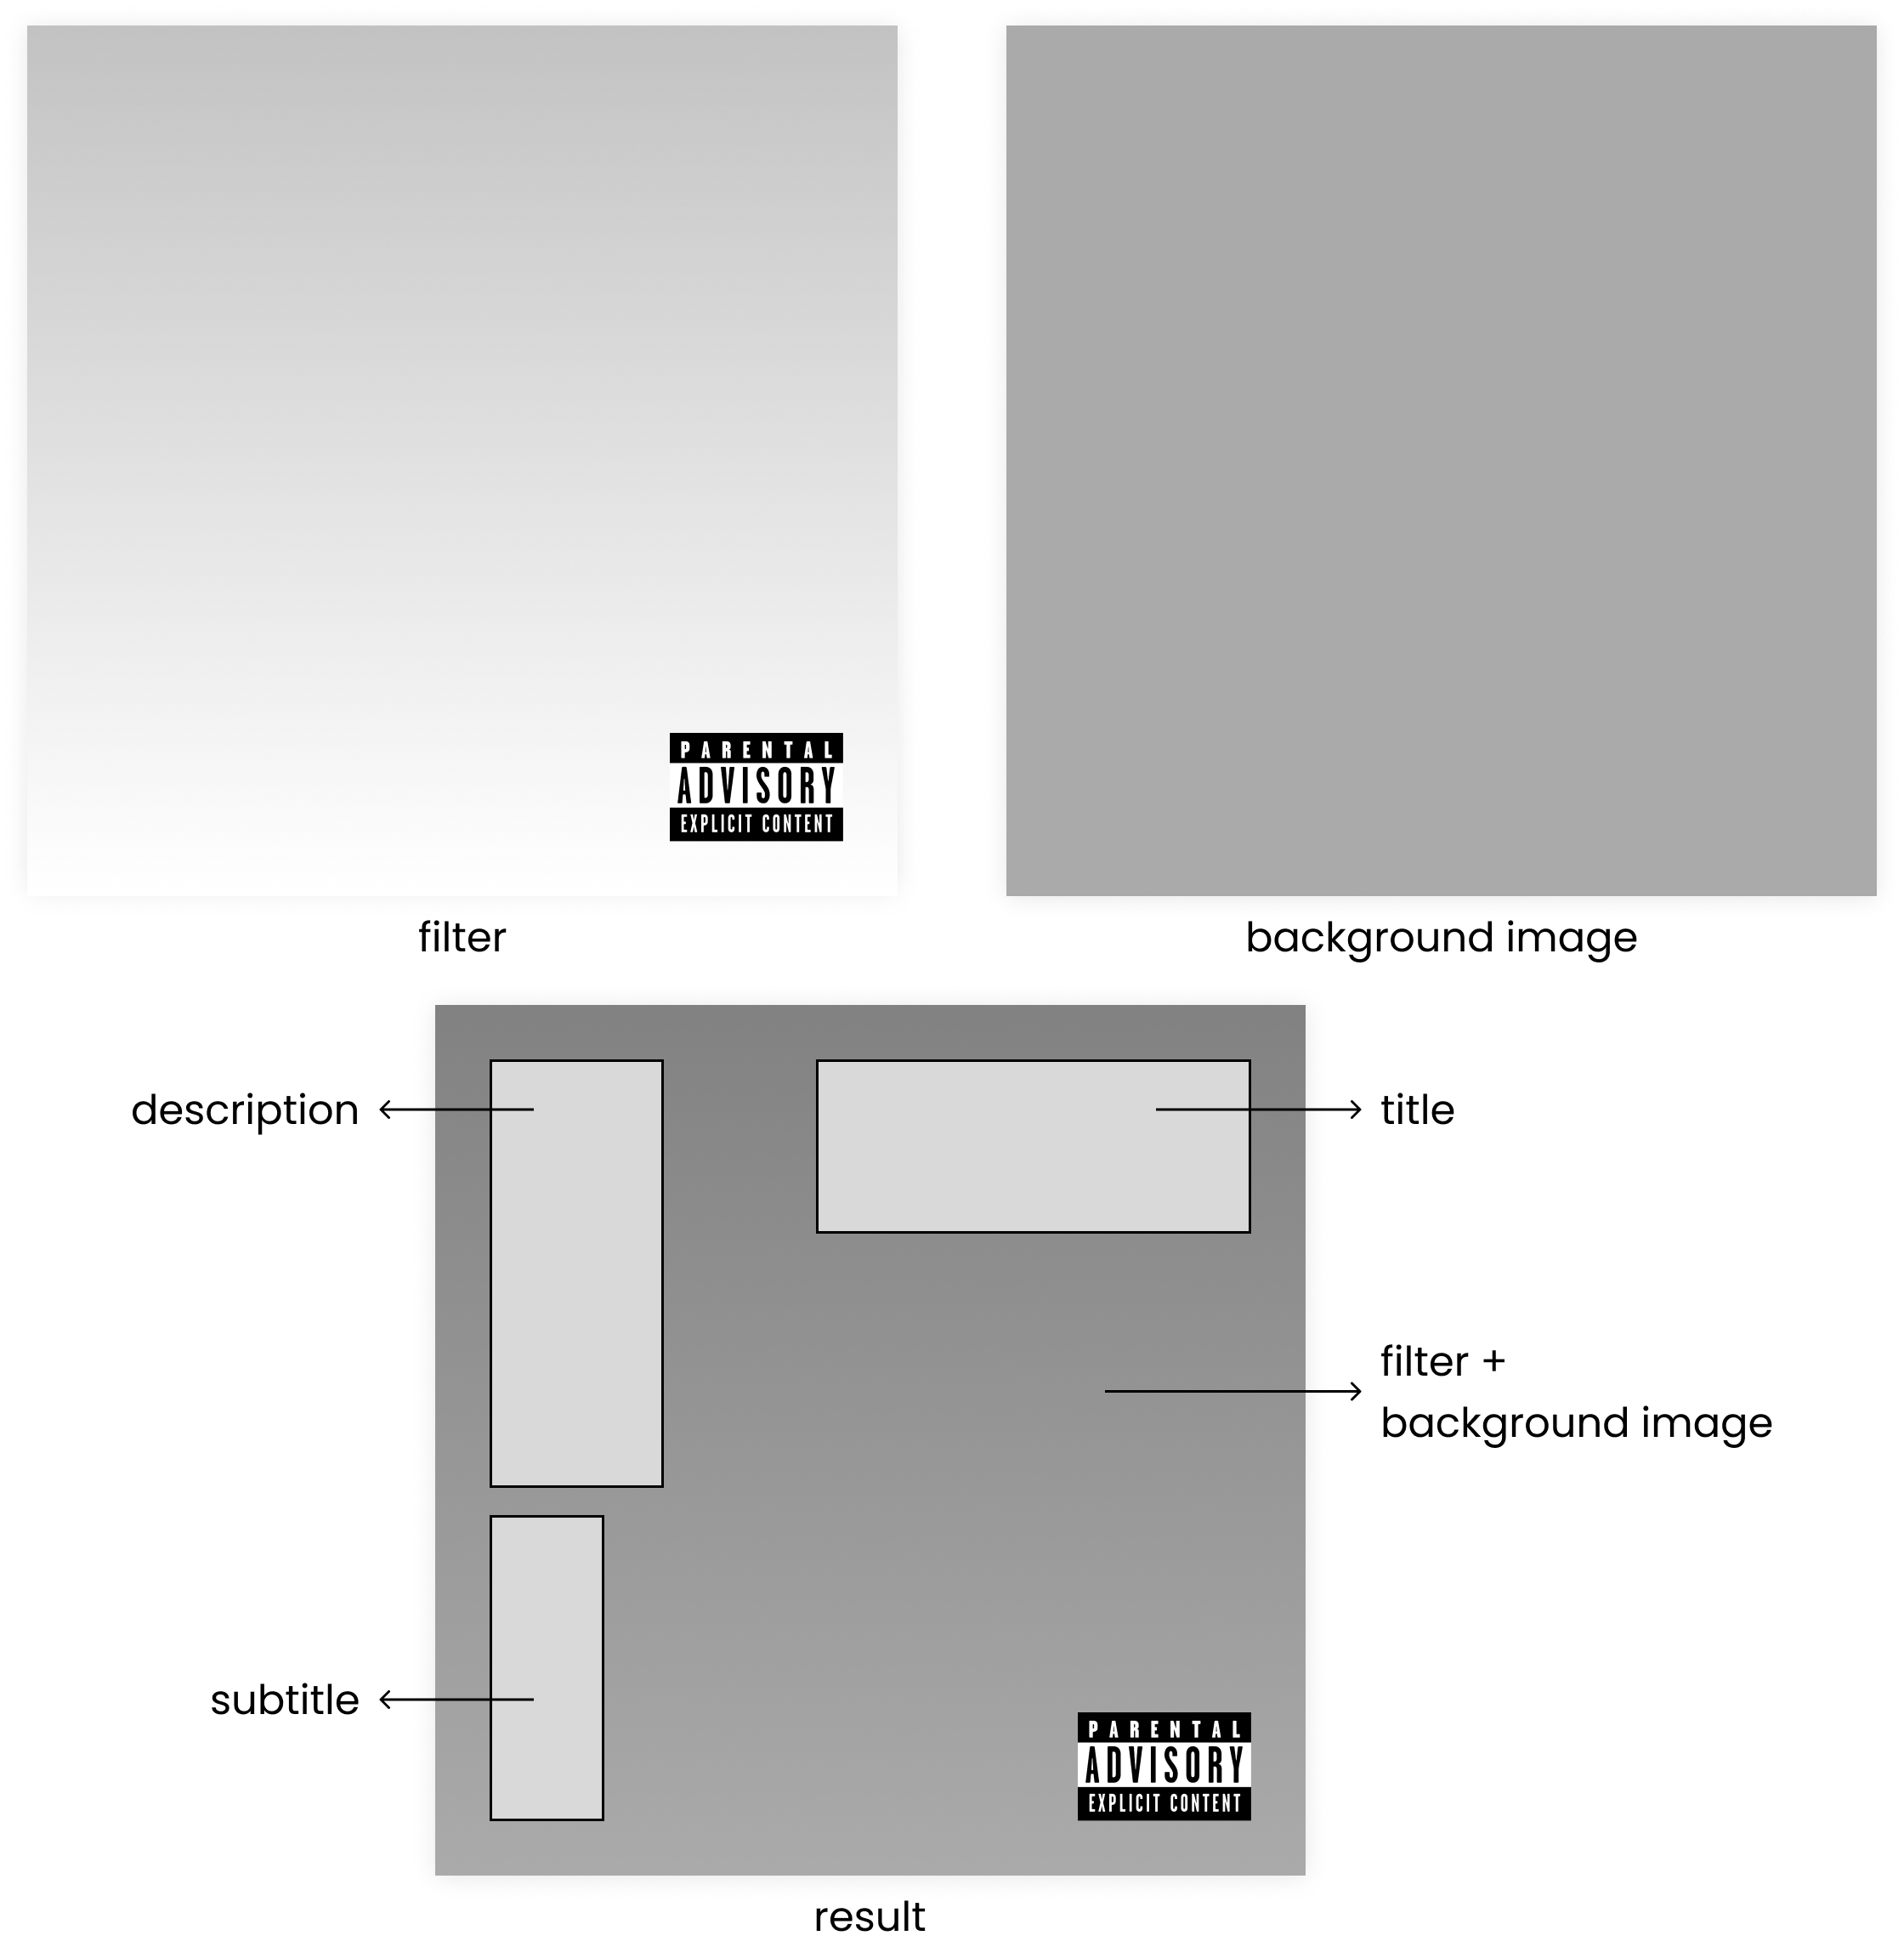 PARENTAL
ADVISORY
EXPLICIT CONTENT
filter
background image
description
title
filter +
background image
subtitle
PARENTAL
ADVISORY
EXPLICIT CONTENT
result